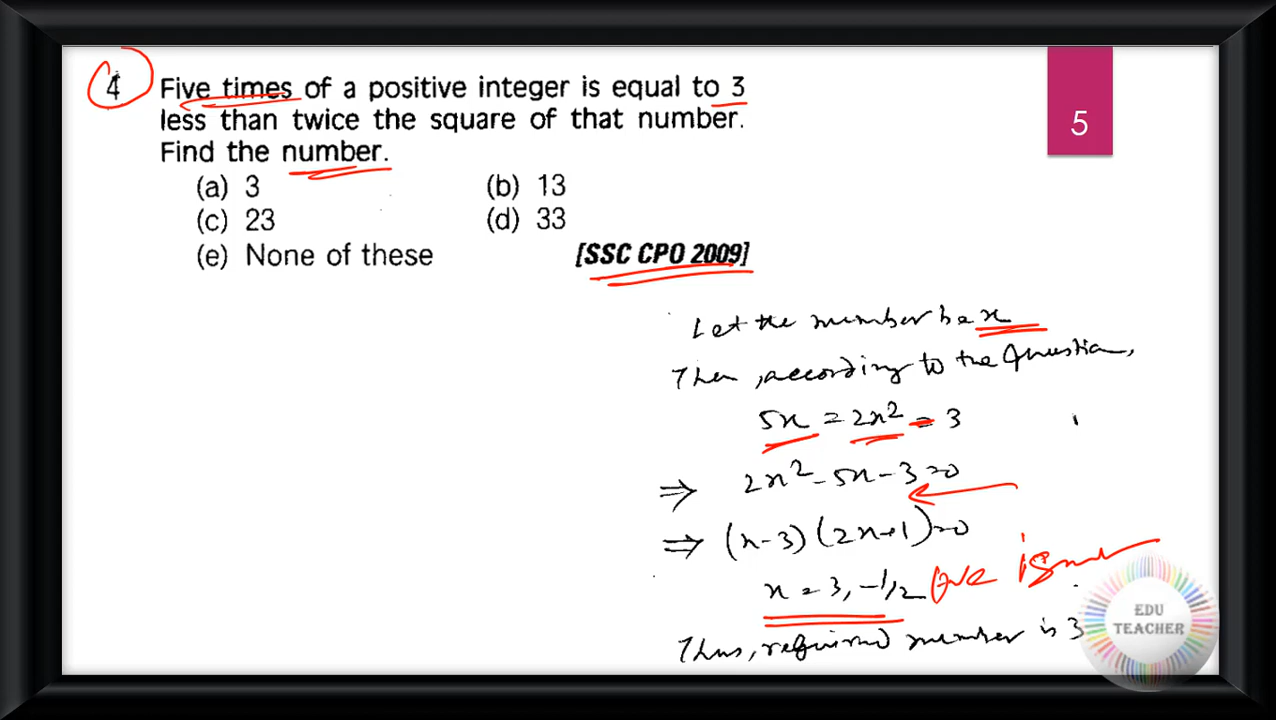 4 Five times of a positive integer is equal to 3
less than twice the square of that number.
Find the number.
(a) 3 (b) 13
(c) 23 (d) 33
(e) None of these [SSC CPO 2009]
5
Let the number be x
Then, according to the Question,
5x = 2x² - 3
⇒ 2x² - 5x - 3 = 0
⇒ (x-3) (2x+1) = 0
x = 3, -1/2
Thus, required number is 3
EDU
TEACHER